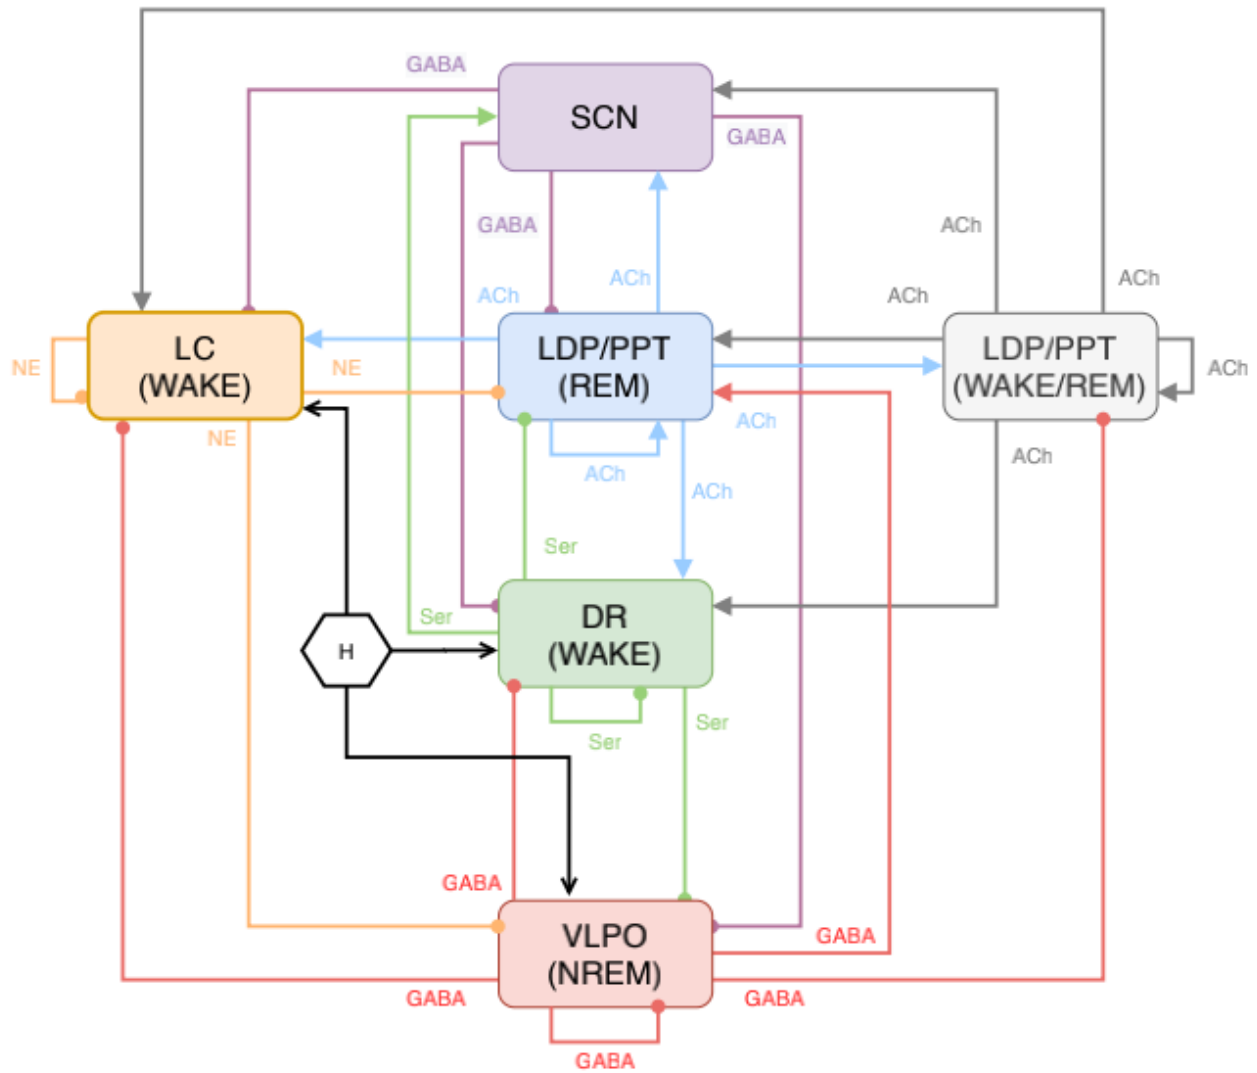 GABA
SCN
GABA
GABA
ACh
ACh
ACh
ACh
ACh
LC
(WAKE)
NE
NE
LDP/PPT
(REM)
LDP/PPT
(WAKE/REM)
ACh
NE
ACh
ACh
ACh
ACh
Ser
Ser
DR
(WAKE)
H
Ser
Ser
GABA
VLPO
(NREM)
GABA
GABA
GABA
GABA